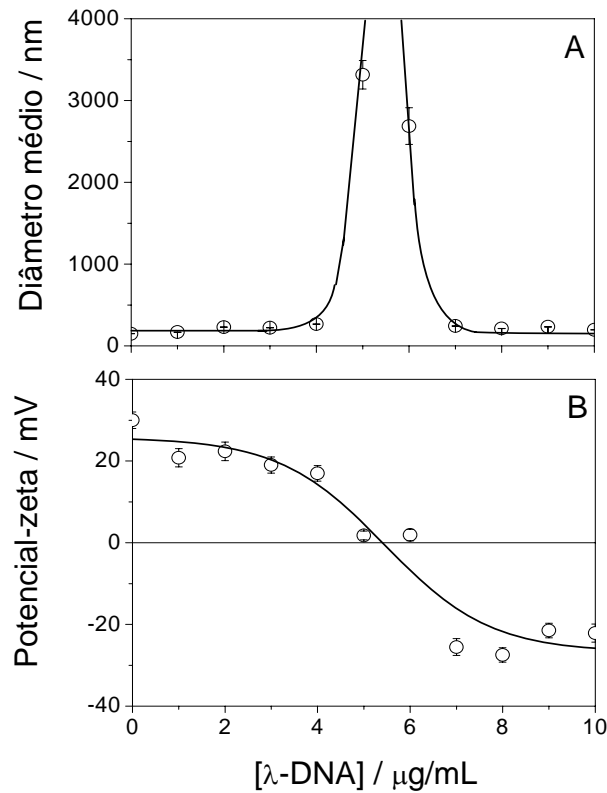 A
Diâmetro médio / nm
4000
3000
2000
1000
0
B
Potencial-zeta / mV
40
20
0
-20
-40
0 2 4 6 8 10
[λ-DNA] / μg/mL